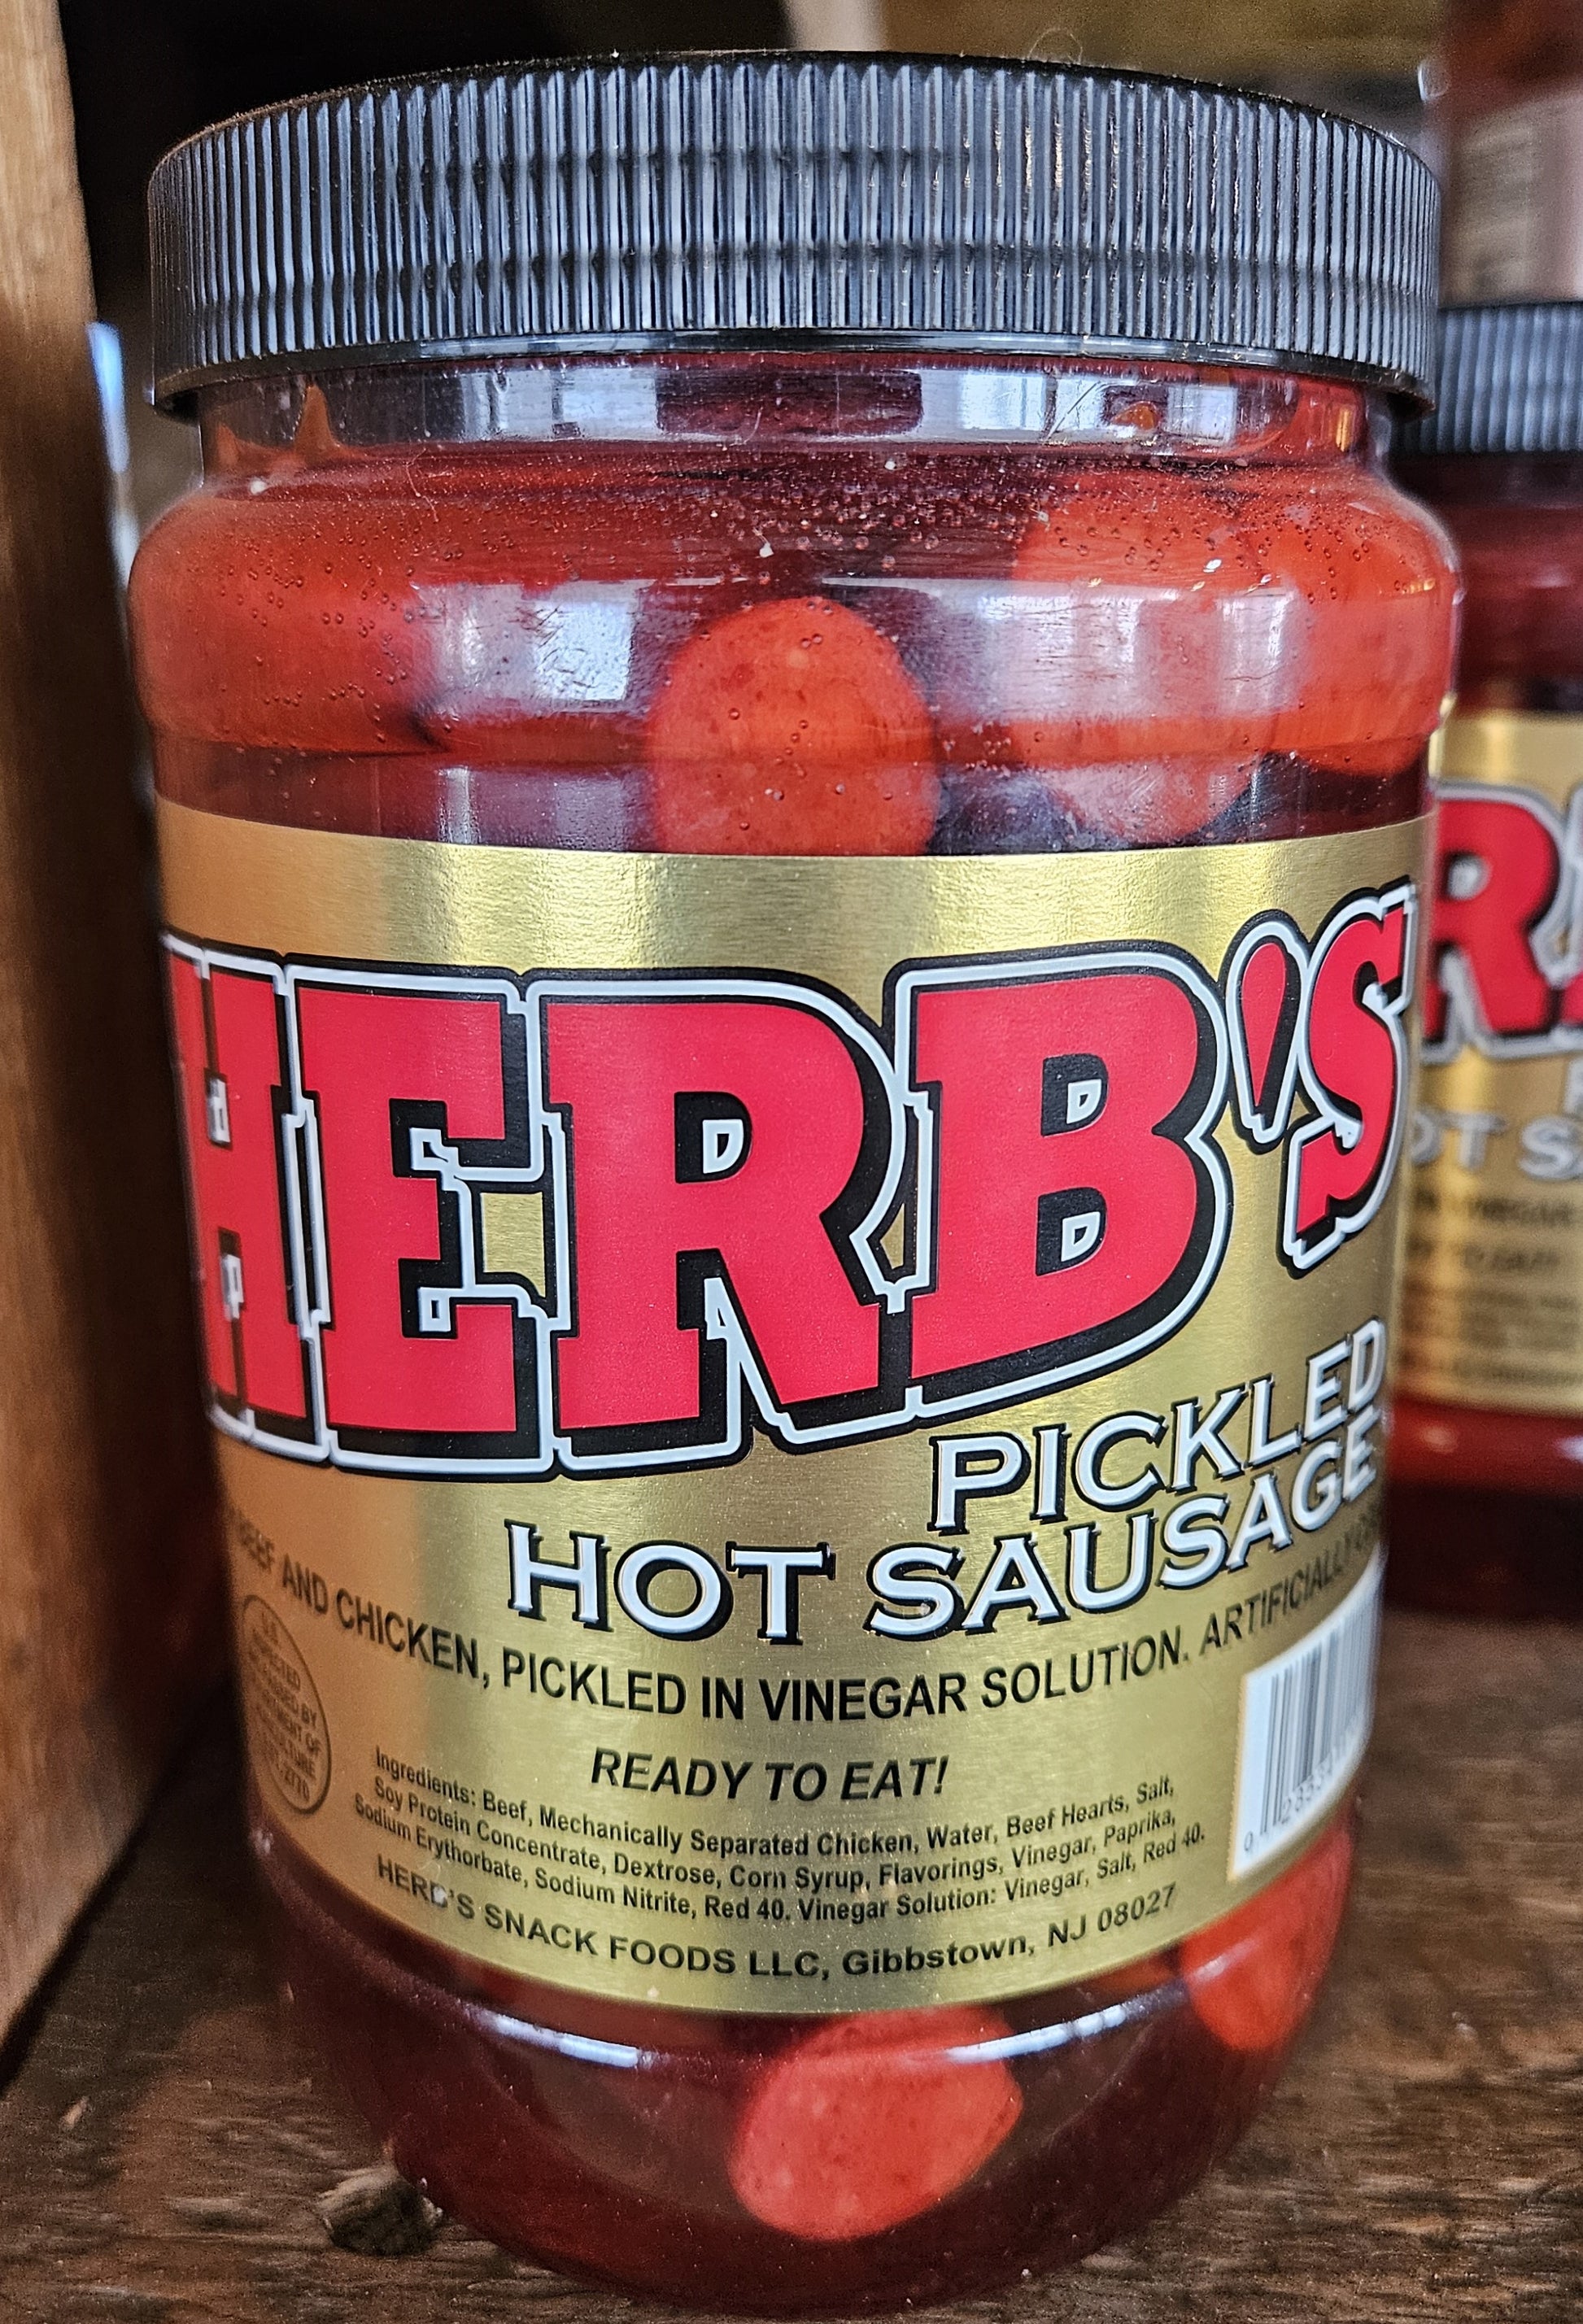 HERB'S
PICKLED
HOT SAUSAGE
BEEF AND CHICKEN, PICKLED IN VINEGAR SOLUTION. ARTIFICIALLY
READY TO EAT!
Ingredients: Beef, Mechanically Separated Chicken, Water, Beef Hearts, Salt,
Soy Protein Concentrate, Dextrose, Corn Syrup, Flavorings, Vinegar, Paprika,
Sodium Erythorbate, Sodium Nitrite, Red 40. Vinegar Solution: Vinegar, Salt, Red 40.
HERB'S SNACK FOODS LLC, Gibbstown, NJ 08027